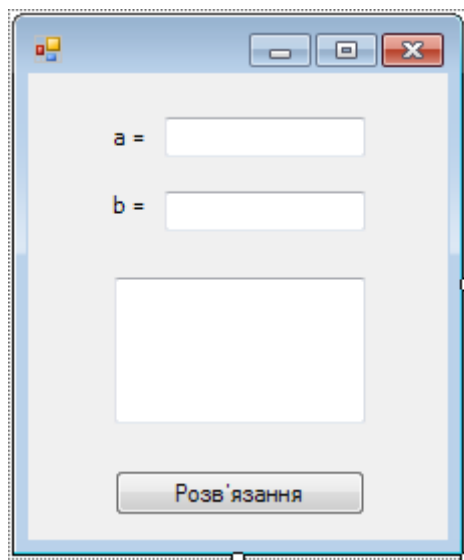 a =
b =
Розв'язання